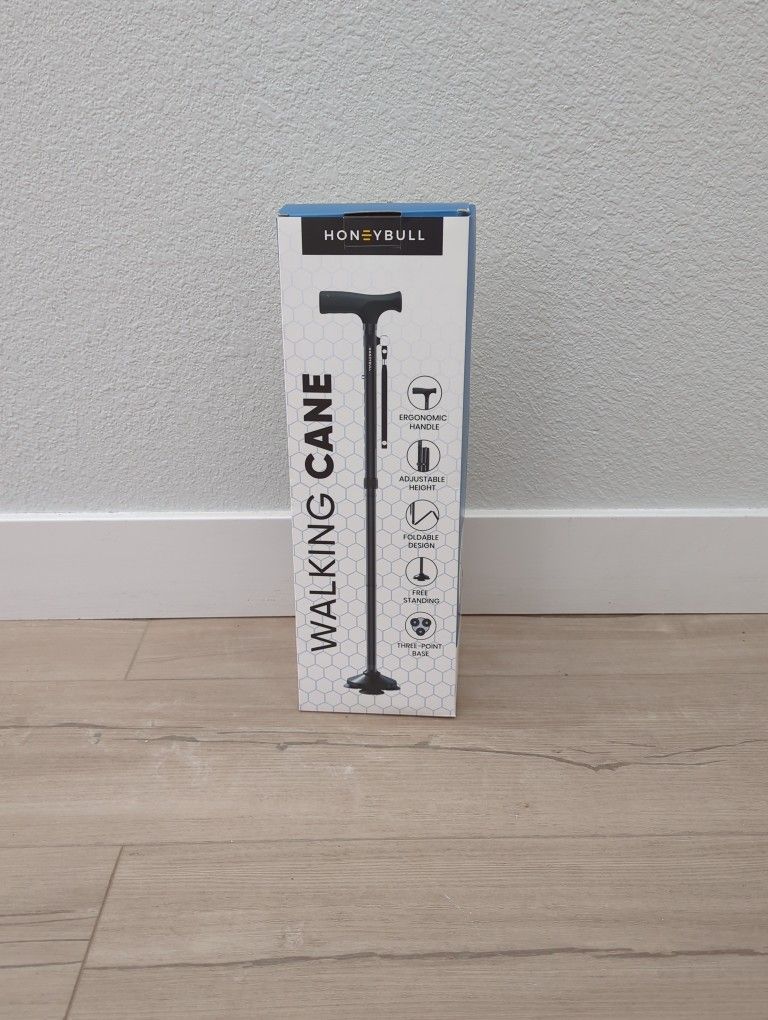 HONEYBULL
WALKING CANE
ERGONOMIC
HANDLE
ADJUSTABLE
HEIGHT
FOLDABLE
DESIGN
FREE
STANDING
THREE-POINT
BASE